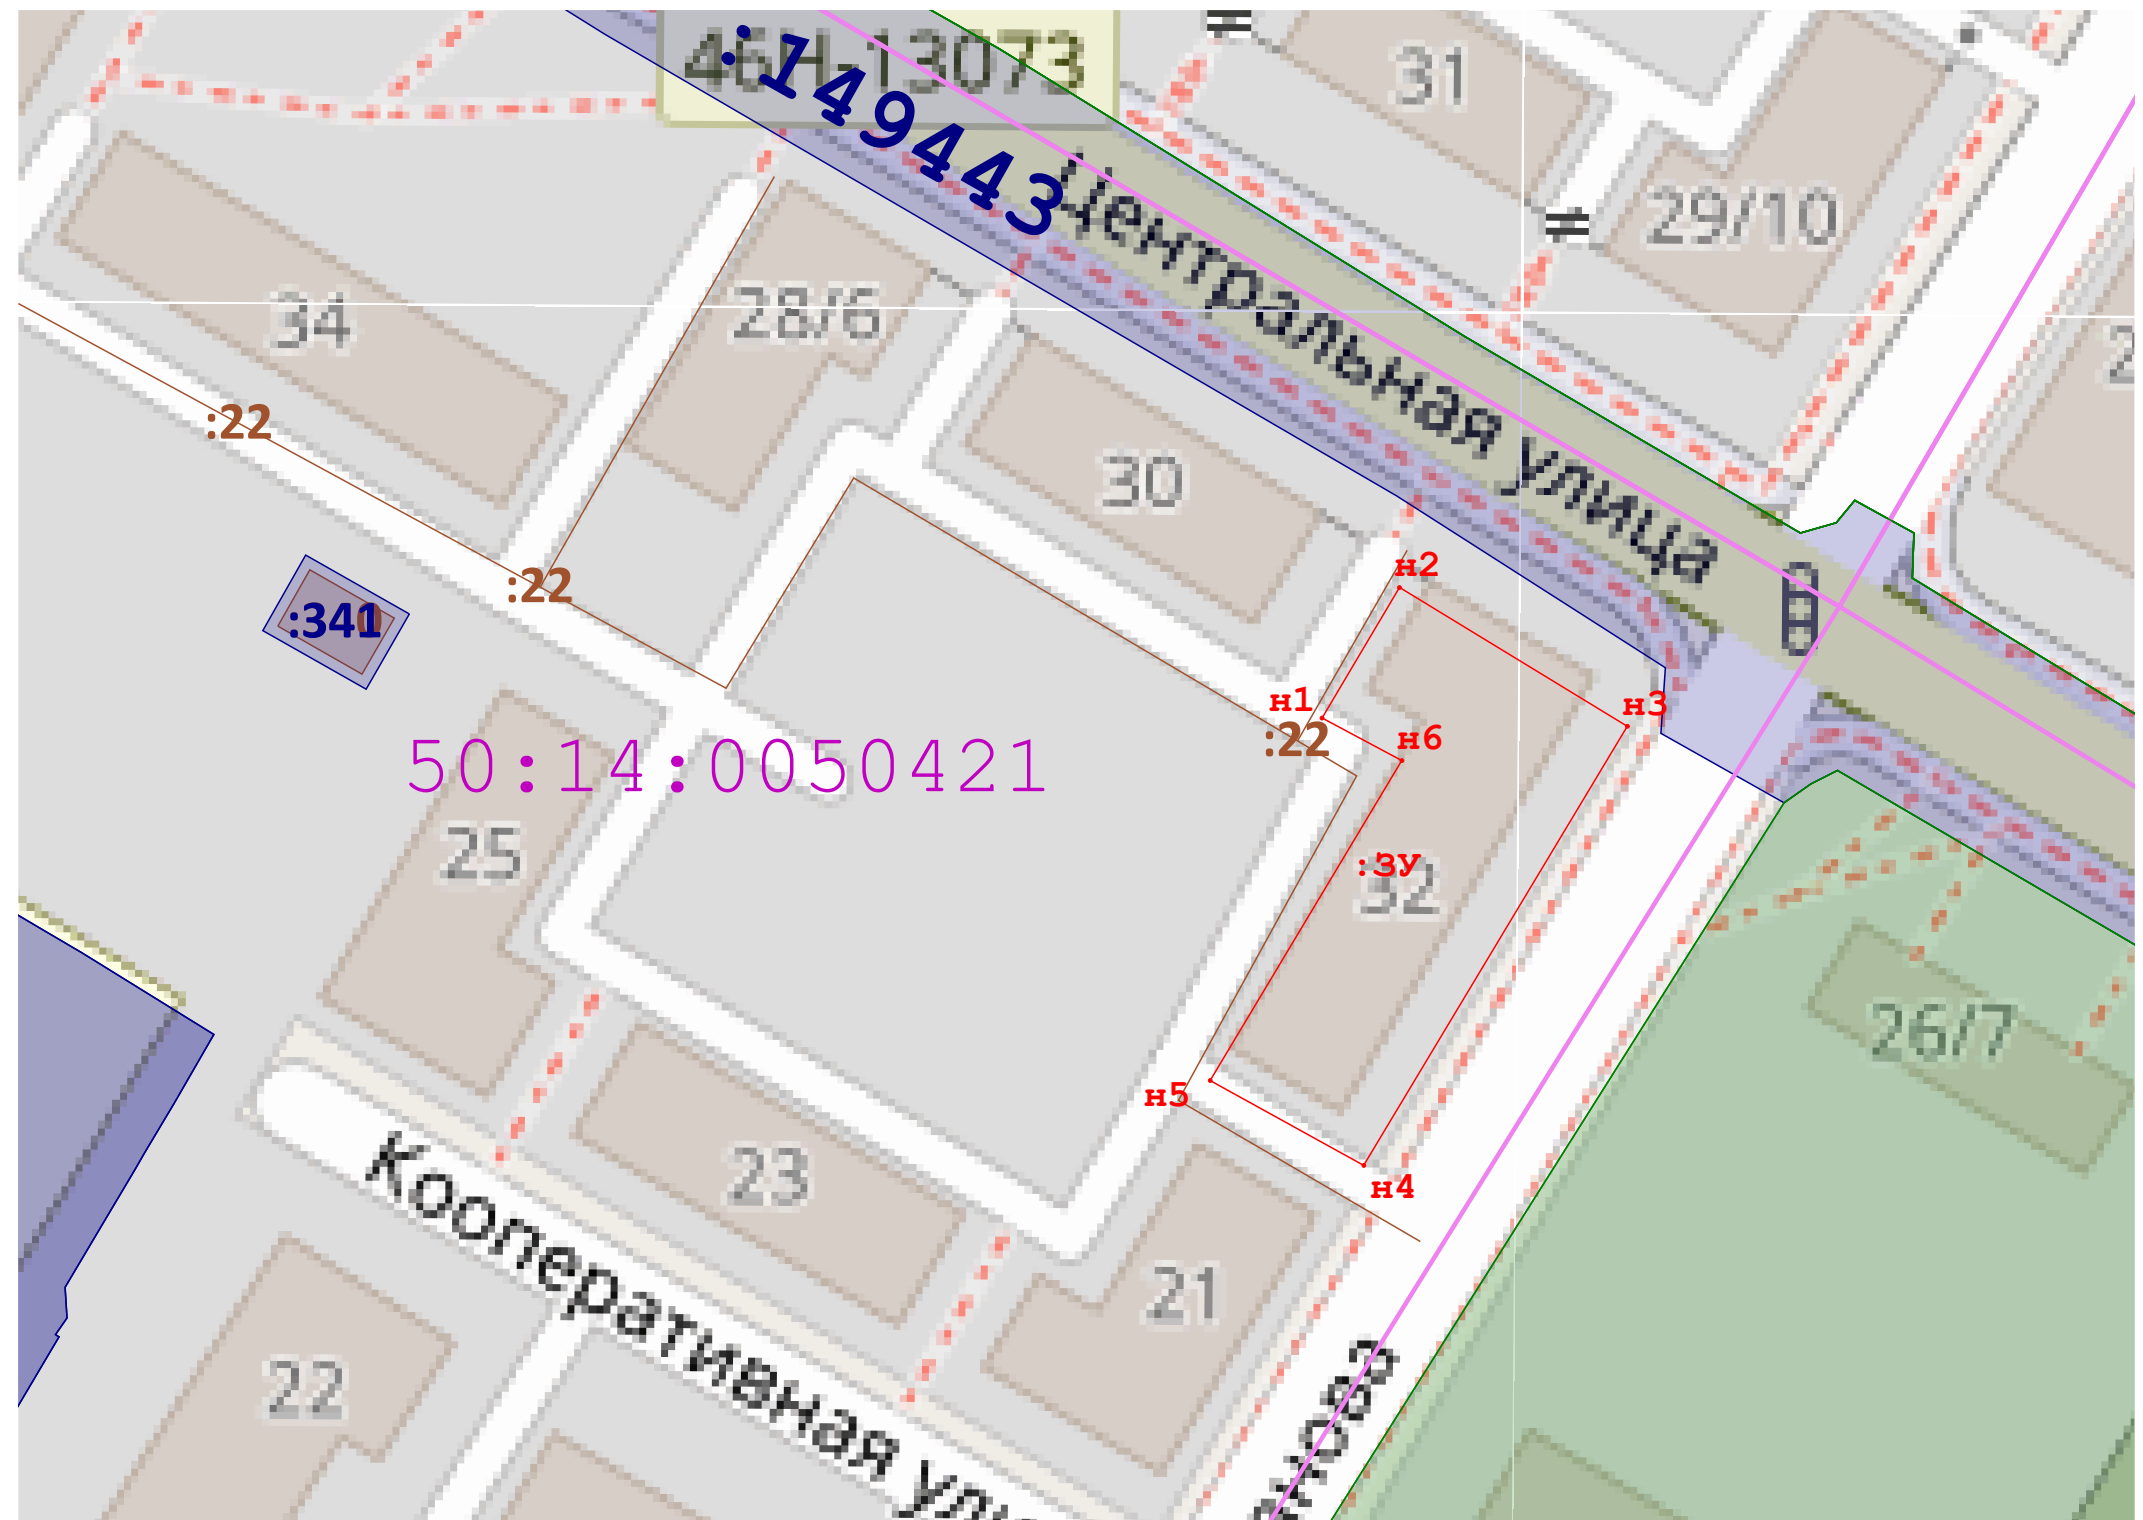 46Н-13073
:149443
31
29/10
Центральная улица
34
28/6
:22
30
:22
:341
н2
н1
н3
:22
н6
50:14:0050421
25
:ЗУ
32
26/7
н5
23
н4
Кооперативная ули
21
22
2